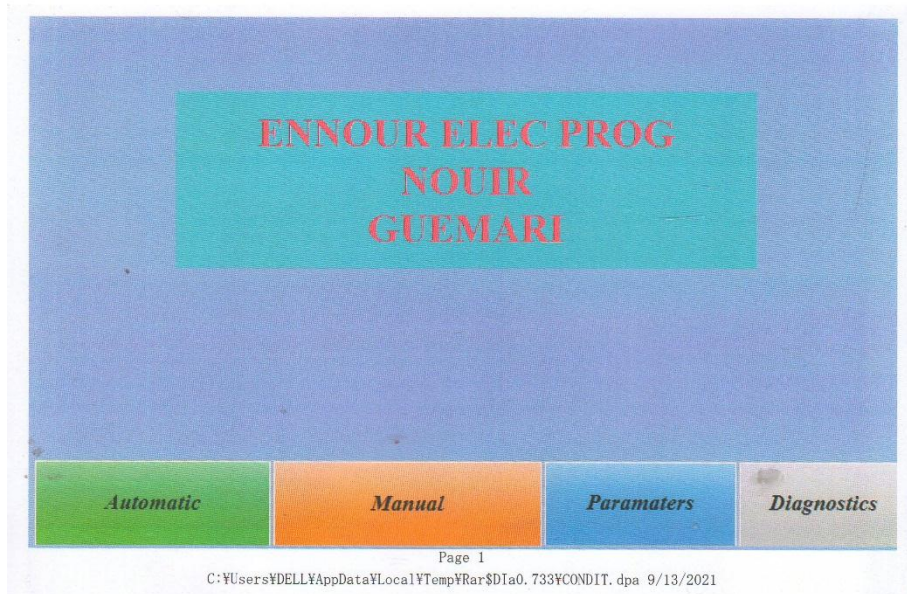 ENNOUR ELEC PROG
NOUIR
GUEMARI
Automatic Manual Paramaters Diagnostics
Page 1
C:¥Users¥DELL¥AppData¥Local¥Temp¥Rar$DIa0.733¥CONDIT.dpa 9/13/2021